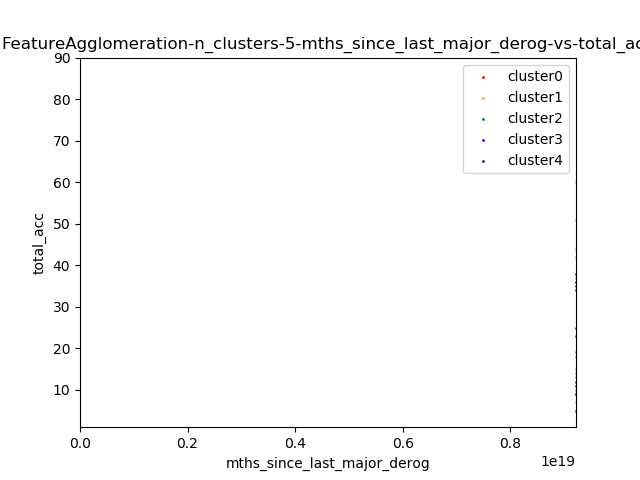 FeatureAgglomeration-n_clusters-5-mths_since_last_major_derog-vs-total_ac
90
80
70
60
50
40
30
20
10
total_acc
cluster0
cluster1
cluster2
cluster3
cluster4
0.0 0.2 0.4 0.6 0.8
1e19
mths_since_last_major_derog